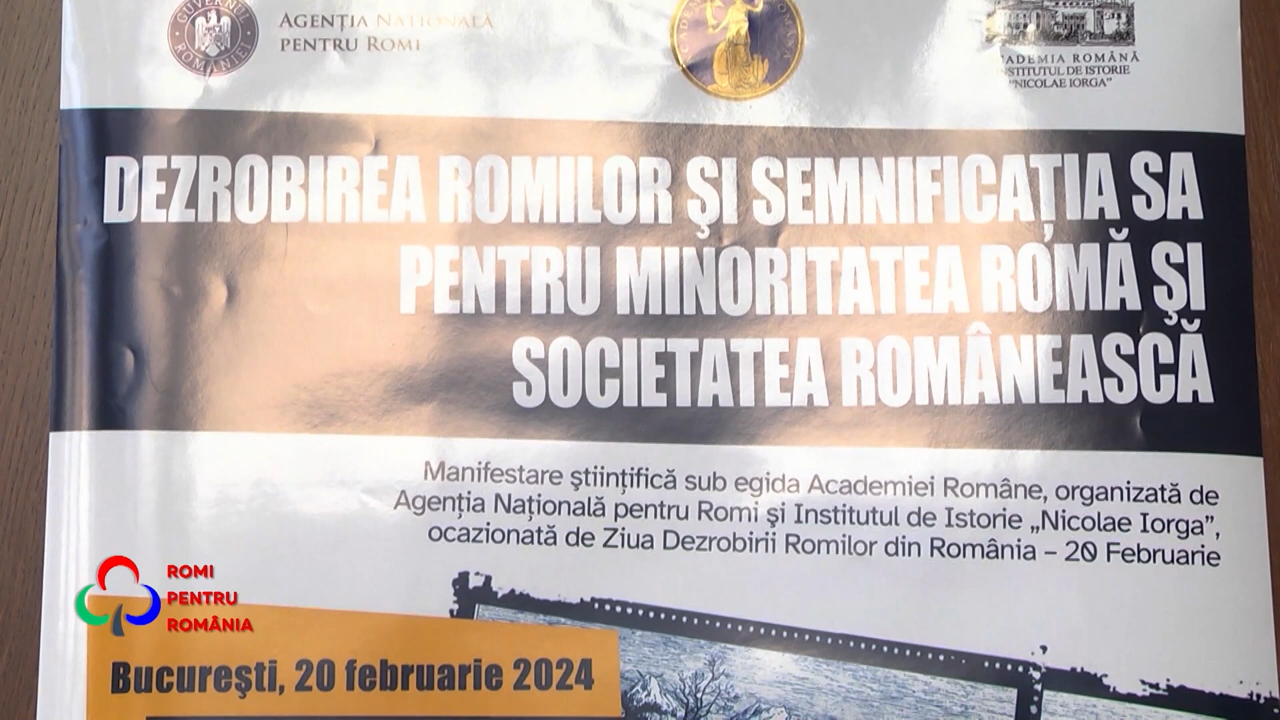 GUVERNUL ROMÂNIEI
AGENȚIA NAȚIONALĂ
PENTRU ROMI
ACADEMIA ROMÂNĂ
INSTITUTUL DE ISTORIE
"NICOLAE IORGA"
DEZROBIREA ROMILOR ŞI SEMNIFICAȚIA SA
PENTRU MINORITATEA ROMĂ ŞI
SOCIETATEA ROMÂNEASCĂ
Manifestare ştiințifică sub egida Academiei Române, organizată de
Agenția Națională pentru Romi şi Institutul de Istorie „Nicolae Iorga”,
ocazionată de Ziua Dezrobirii Romilor din România – 20 Februarie
ROMI
PENTRU
ROMÂNIA
Bucureşti, 20 februarie 2024